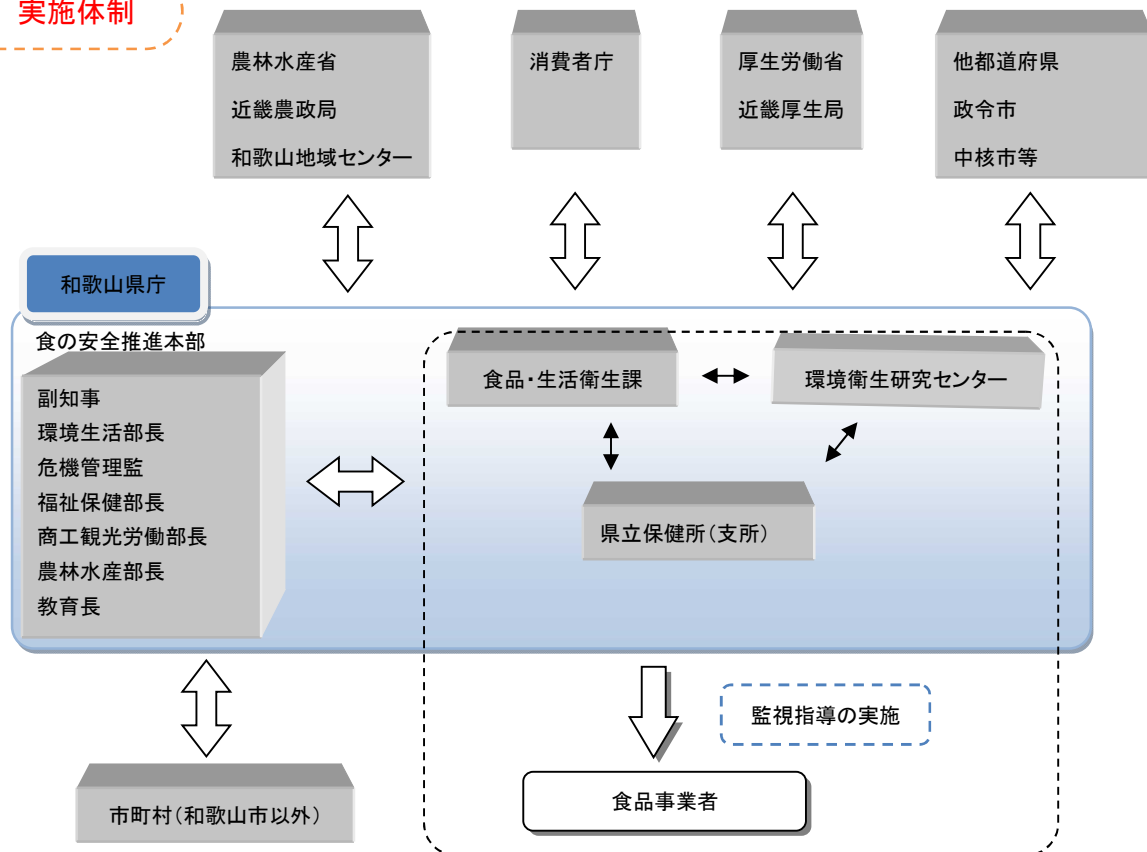 実施体制
農林水産省
近畿農政局
和歌山地域センター
消費者庁
厚生労働省
近畿厚生局
他都道府県
政令市
中核市等
和歌山県庁
食の安全推進本部
副知事
環境生活部長
危機管理監
福祉保健部長
商工観光労働部長
農林水産部長
教育長
食品・生活衛生課
環境衛生研究センター
県立保健所（支所）
監視指導の実施
食品事業者
市町村（和歌山市以外）